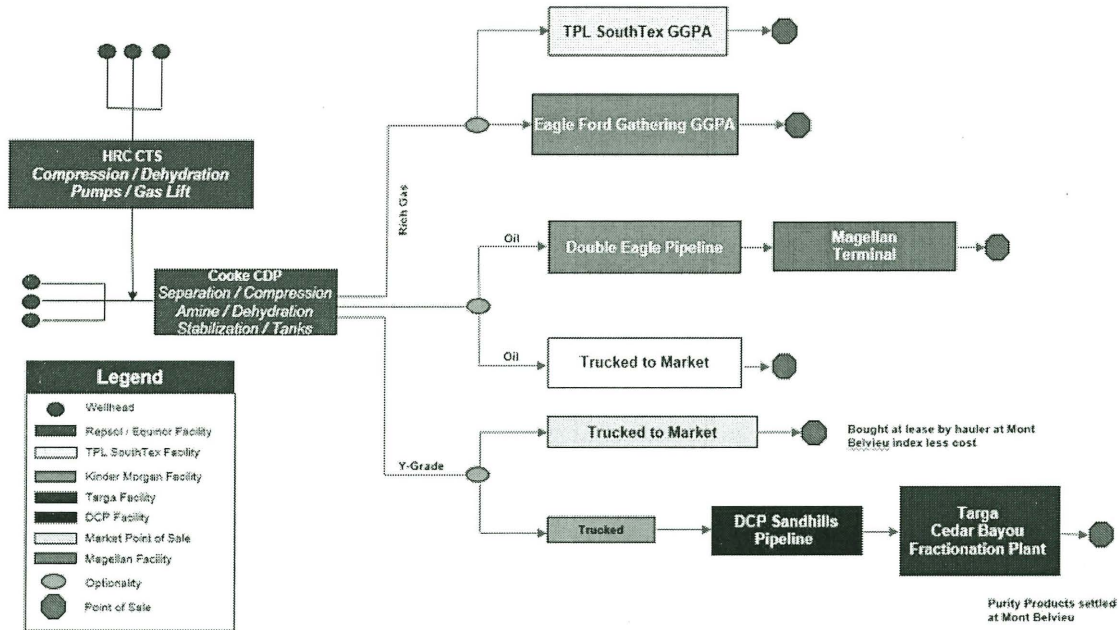 TPL SouthTex GGPA
Eagle Ford Gathering GGPA
HRC CTS
Compression / Dehydration
Pumps / Gas Lift
Rich Gas
Oil
Double Eagle Pipeline
Magellan
Terminal
Cooke CDP
Separation / Compression
Amine / Dehydration
Stabilization / Tanks
Oil
Trucked to Market
Y-Grade
Trucked to Market
Bought at lease by hauler at Mont
Belvieu index less cost
Trucked
DCP Sandhills
Pipeline
Targa
Cedar Bayou
Fractionation Plant
Purity Products settled
at Mont Belvieu
Legend
Wellhead
Repsol / Equinor Facility
TPL SouthTex Facility
Kinder Morgan Facility
Targa Facility
DCP Facility
Market Point of Sale
Magellan Facility
Optionality
Point of Sale